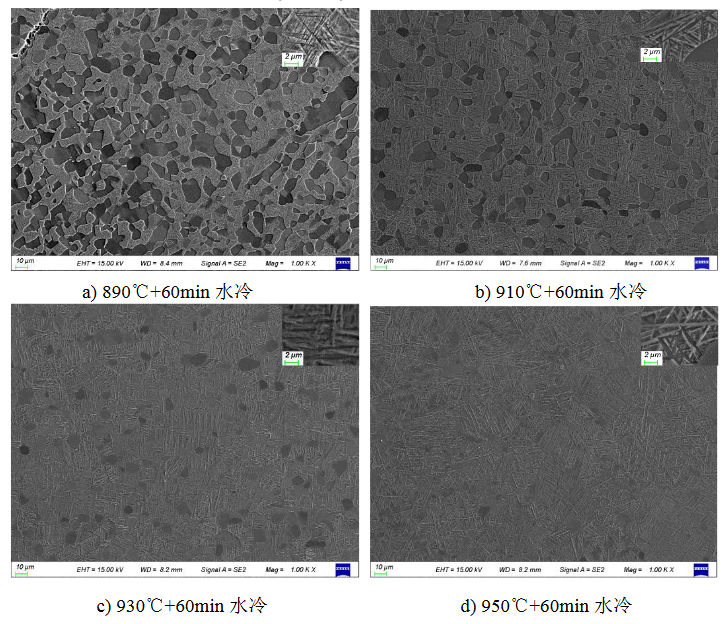 2 μm
10 μm EHT = 15.00 kV WD = 8.4 mm Signal A = SE2 Mag = 1.00 K X ZEISS
a) 890℃+60min 水冷
2 μm
10 μm EHT = 15.00 kV WD = 7.6 mm Signal A = SE2 Mag = 1.00 K X ZEISS
b) 910℃+60min 水冷
2 μm
10 μm EHT = 15.00 kV WD = 8.2 mm Signal A = SE2 Mag = 1.00 K X ZEISS
c) 930℃+60min 水冷
2 μm
10 μm EHT = 15.00 kV WD = 8.2 mm Signal A = SE2 Mag = 1.00 K X ZEISS
d) 950℃+60min 水冷